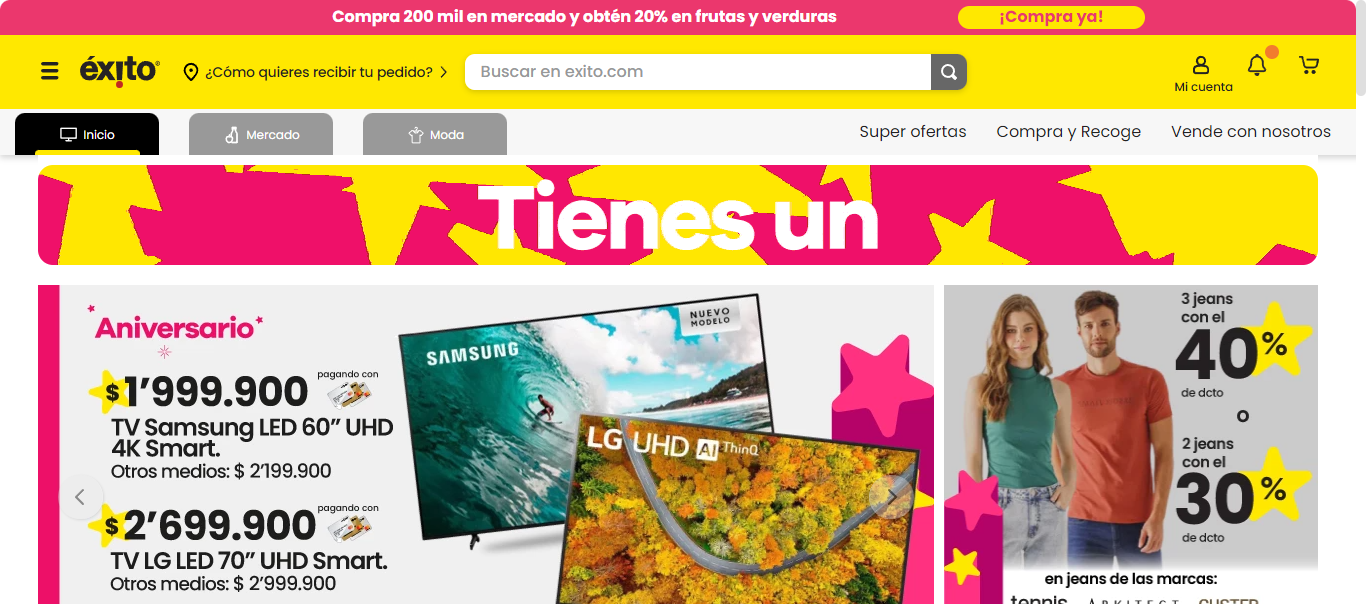 Compra 200 mil en mercado y obtén 20% en frutas y verduras
¡Compra ya!
éxito
¿Cómo quieres recibir tu pedido?
Buscar en exito.com
Mi cuenta
Inicio
Mercado
Moda
Super ofertas
Compra y Recoge
Vende con nosotros
Tienes un
Aniversario
$1’999.900
pagando con
TV Samsung LED 60” UHD
4K Smart.
Otros medios: $ 2’199.900
$2’699.900
pagando con
TV LG LED 70” UHD Smart.
Otros medios: $ 2’999.900
SAMSUNG
NUEVO
MODELO
LG UHD AI ThinQ
3 jeans
con el
40%
de dcto
o
2 jeans
con el
30%
de dcto
en jeans de las marcas:
tennis
ARKITECT